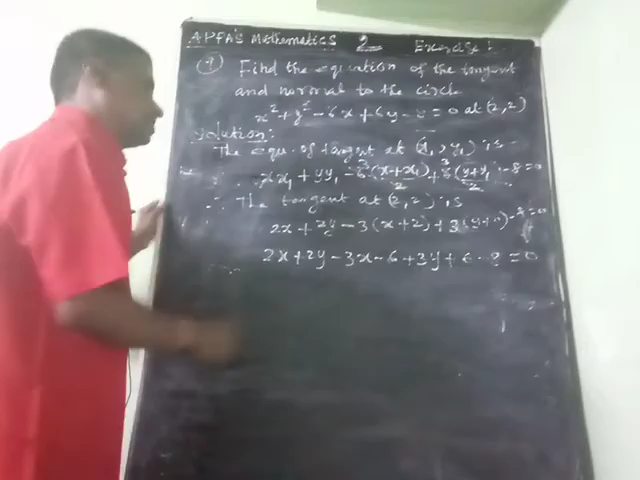 APFA'S Mathematics 2 Exercise 1.
(9) Find the equation of the tangent
and normal to the circle
x² + y² - 6x + 6y - 8 = 0 at (2, 2)
Solution:
The equ. of tangent at (x₁, y₁) is
xx₁ + yy₁ - 6(x+x₁)/2 + 6(y+y₁)/2 - 8 = 0
∴ The tangent at (2, 2) is
2x + 2y - 3(x+2) + 3(y+2) - 8 = 0
2x + 2y - 3x - 6 + 3y + 6 - 8 = 0